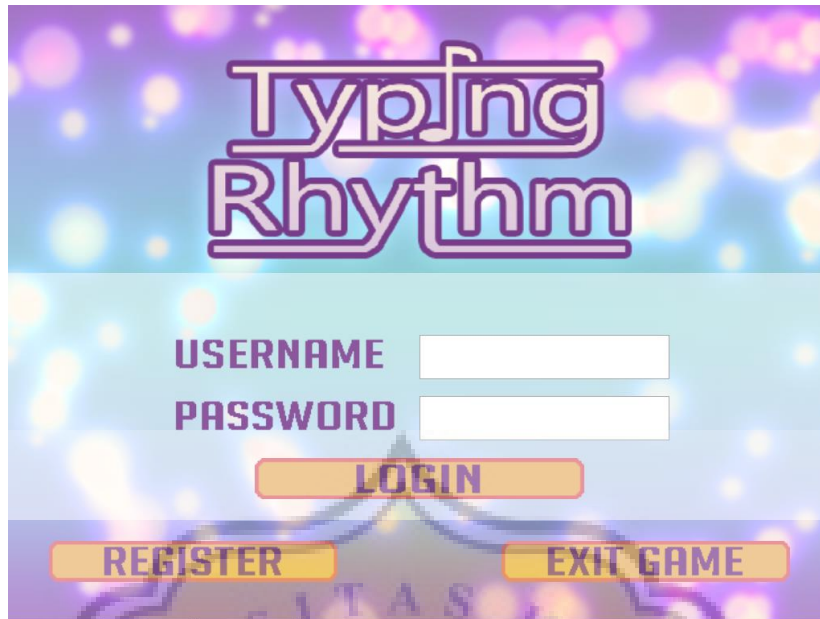 Typing
Rhythm
USERNAME
PASSWORD
LOGIN
REGISTER
EXIT GAME